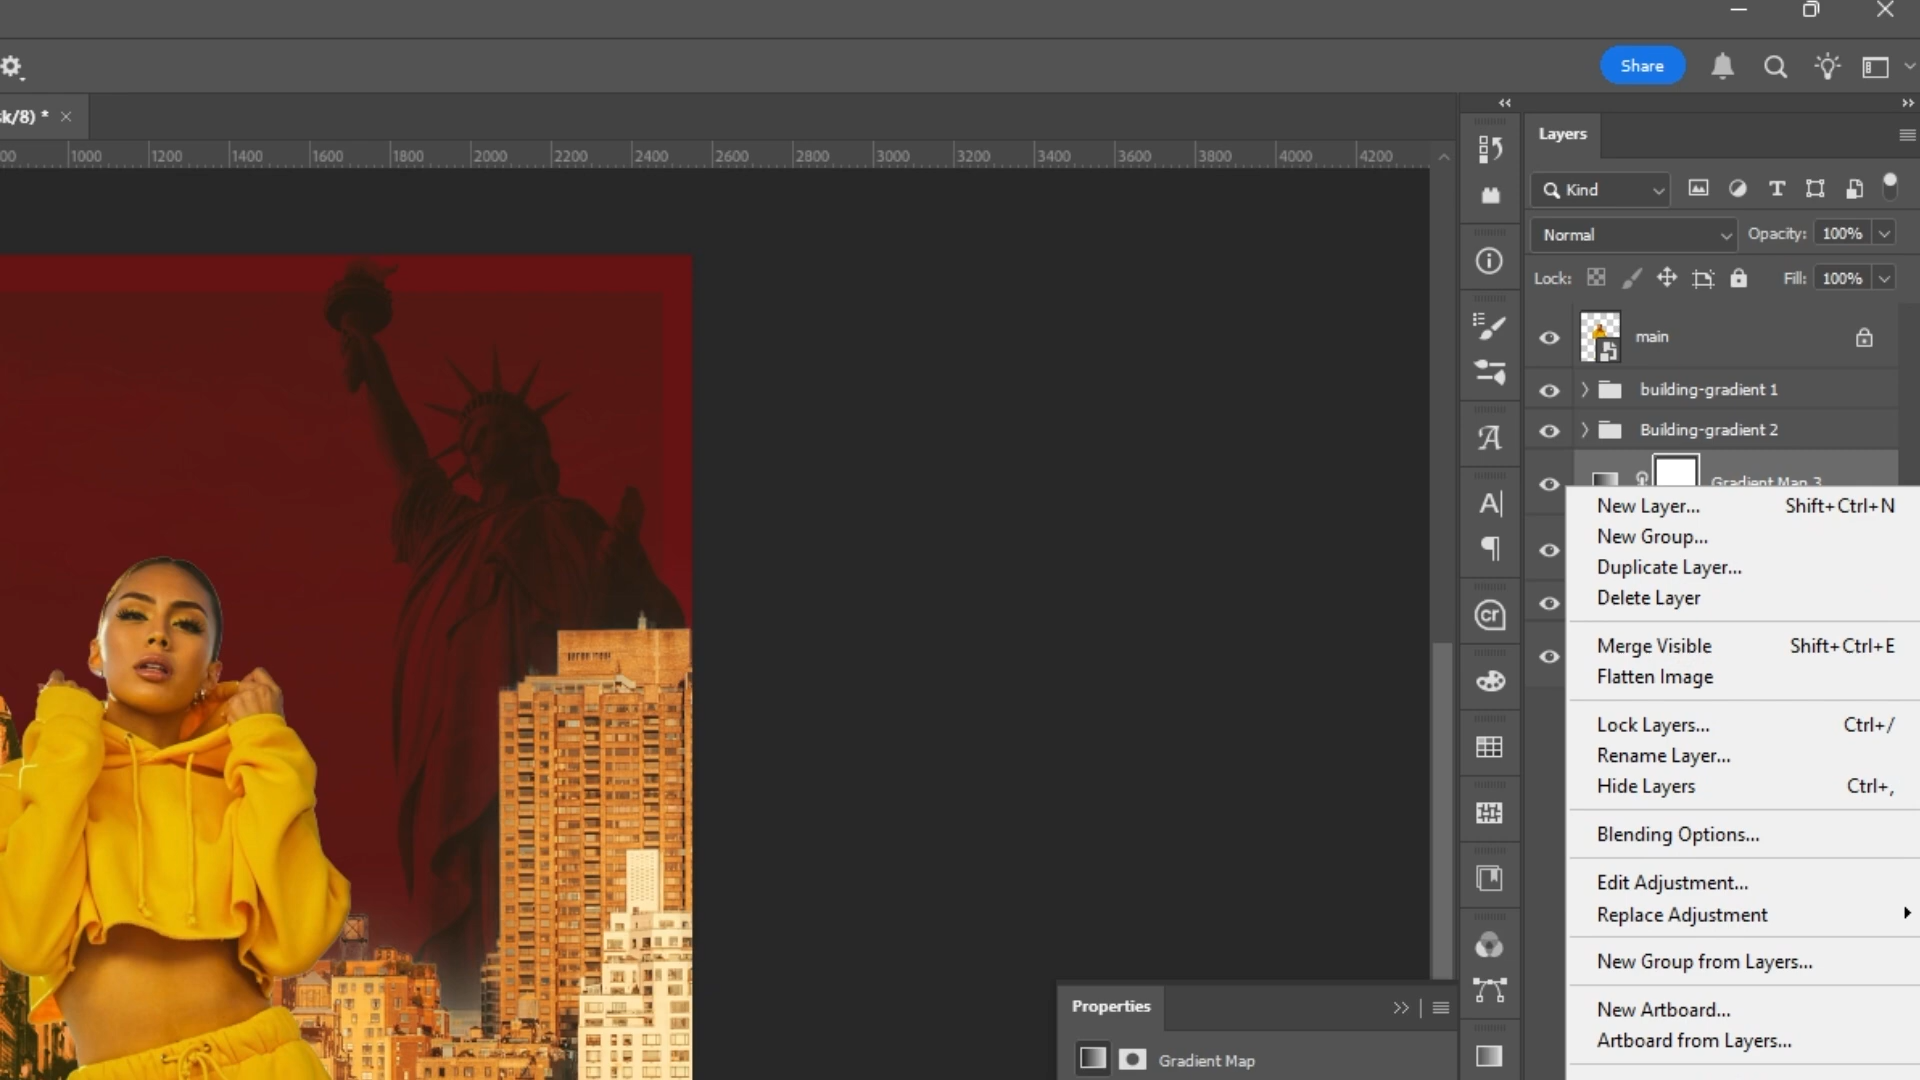 Share
k/8) *
Layers
1000 1200 1400 1600 1800 2000 2200 2400 2600 2800 3000 3200 3400 3600 3800 4000 4200
Kind
Normal Opacity: 100%
Lock: Fill: 100%
main
building-gradient 1
Building-gradient 2
Gradient Map 3
New Layer... Shift+Ctrl+N
New Group...
Duplicate Layer...
Delete Layer
Merge Visible Shift+Ctrl+E
Flatten Image
Lock Layers... Ctrl+/
Rename Layer...
Hide Layers Ctrl+,
Blending Options...
Edit Adjustment...
Replace Adjustment
New Group from Layers...
New Artboard...
Artboard from Layers...
Properties
Gradient Map